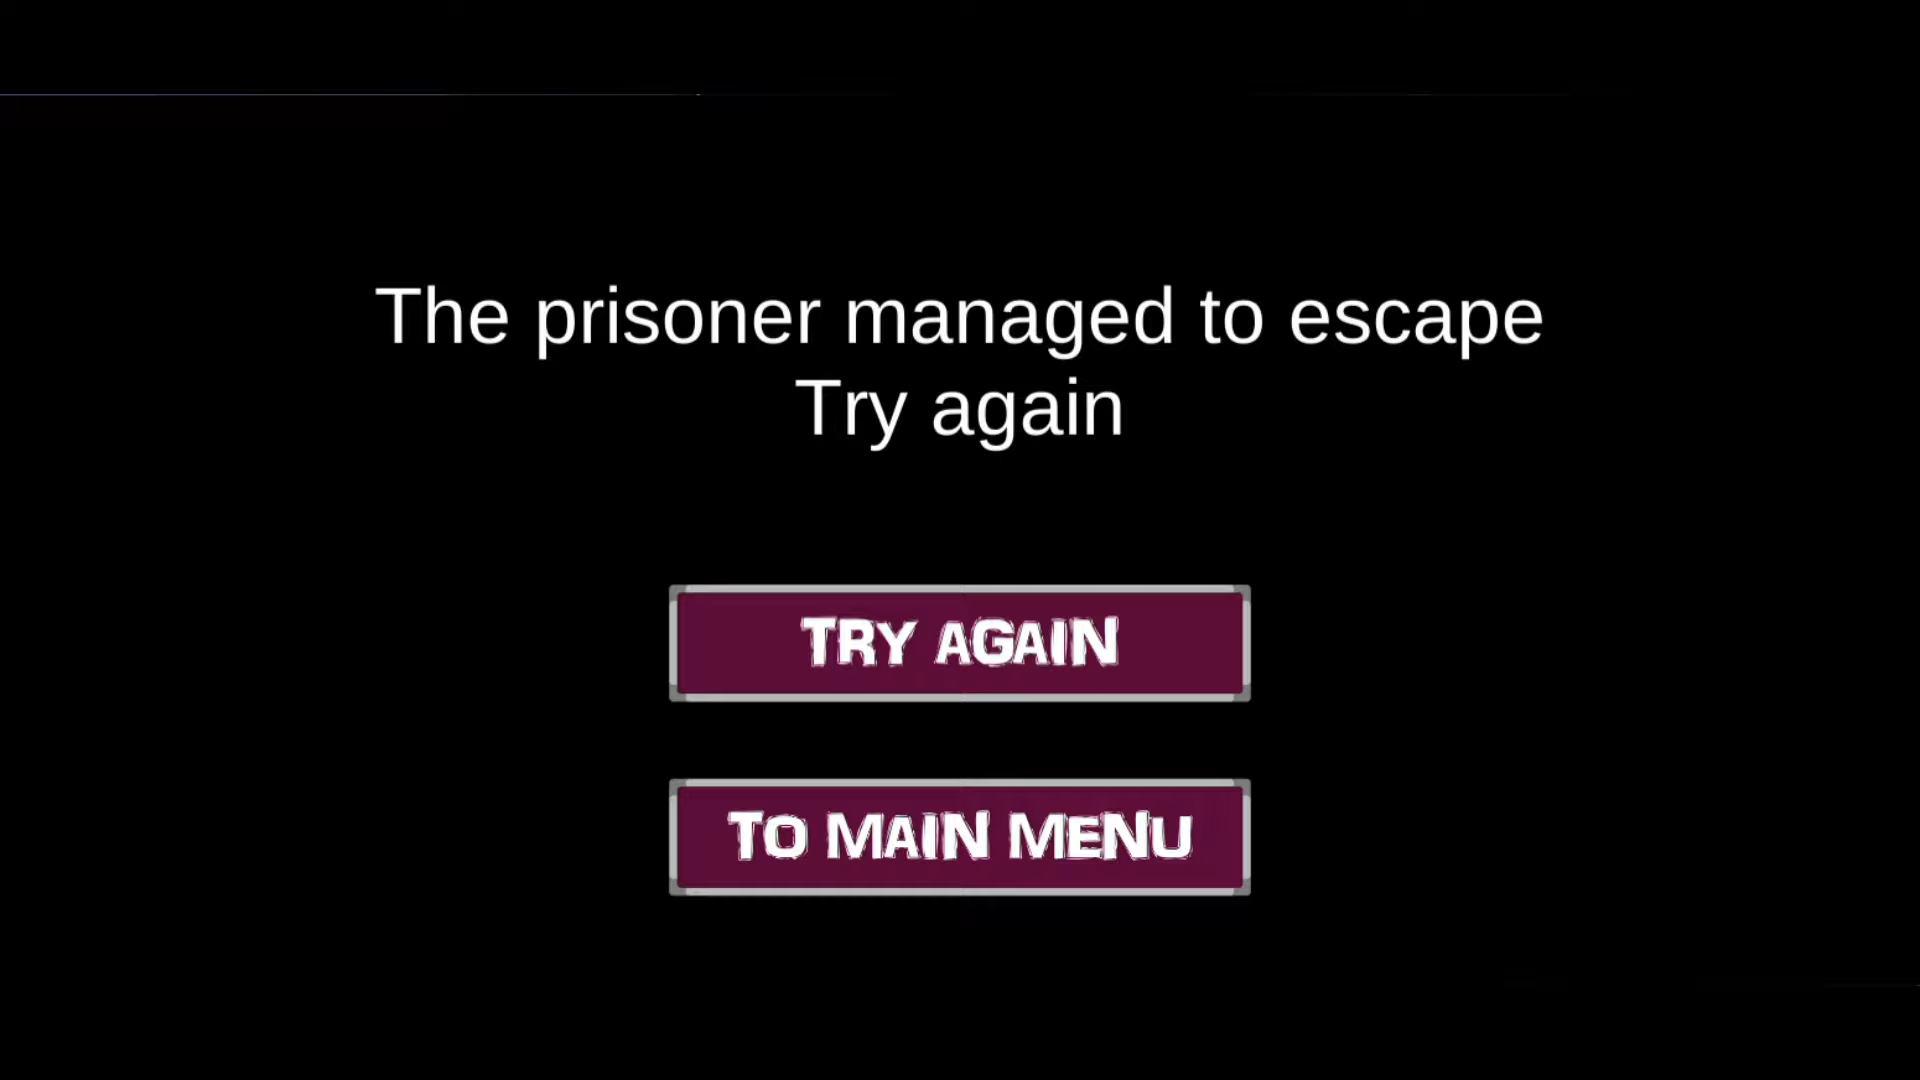 The prisoner managed to escape
Try again
TRY AGAIN
TO MAIN MENU